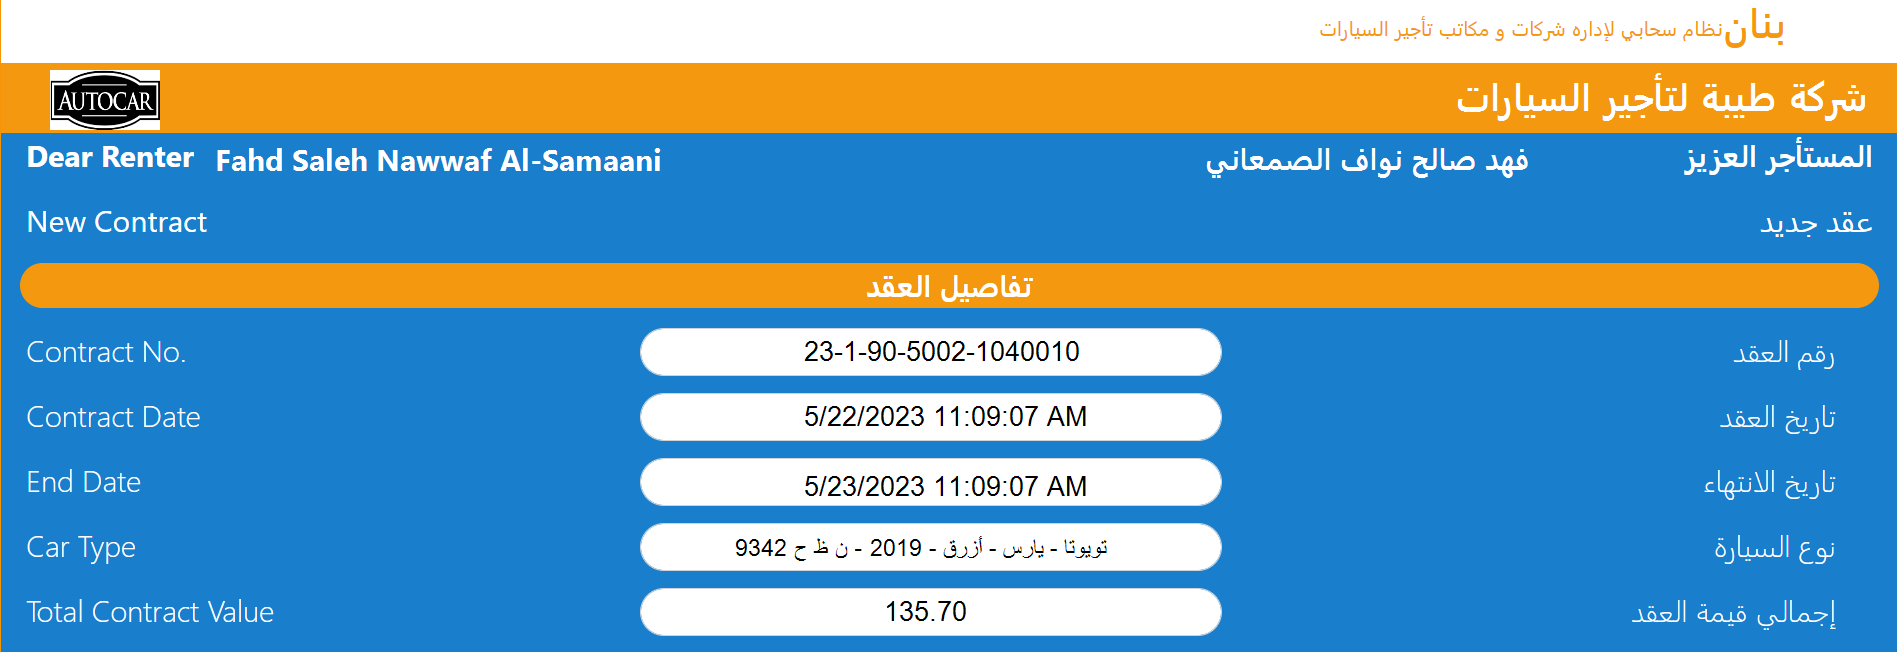 بنان نظام سحابي لإداره شركات و مكاتب تأجير السيارات
شركة طيبة لتأجير السيارات
AUTOCAR
Dear Renter Fahd Saleh Nawwaf Al-Samaani فهد صالح نواف الصمعاني المستأجر العزيز
New Contract عقد جديد
تفاصيل العقد
Contract No. 23-1-90-5002-1040010 رقم العقد
Contract Date 5/22/2023 11:09:07 AM تاريخ العقد
End Date 5/23/2023 11:09:07 AM تاريخ الانتهاء
Car Type تويوتا - يارس - أزرق - 2019 - ن ظ ح 9342 نوع السيارة
Total Contract Value 135.70 إجمالي قيمة العقد